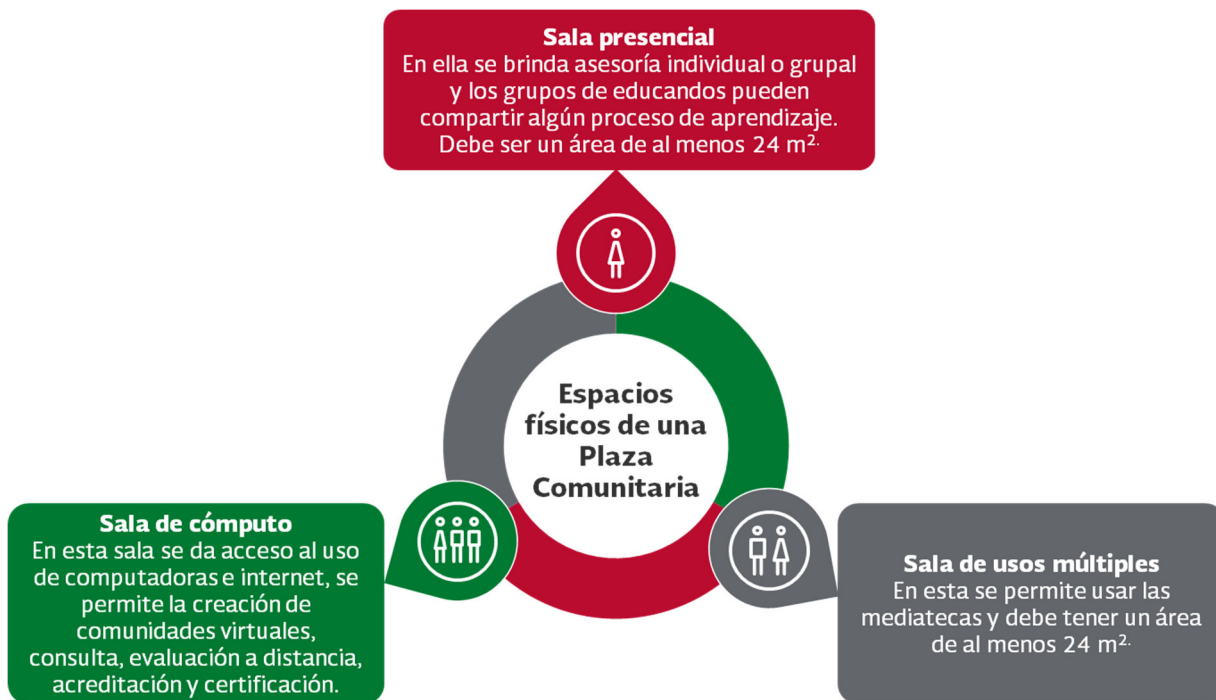 Sala presencial
En ella se brinda asesoría individual o grupal
y los grupos de educandos pueden
compartir algún proceso de aprendizaje.
Debe ser un área de al menos 24 m².
Espacios
físicos de una
Plaza
Comunitaria
Sala de cómputo
En esta sala se da acceso al uso
de computadoras e internet, se
permite la creación de
comunidades virtuales,
consulta, evaluación a distancia,
acreditación y certificación.
Sala de usos múltiples
En esta se permite usar las
mediatecas y debe tener un área
de al menos 24 m².